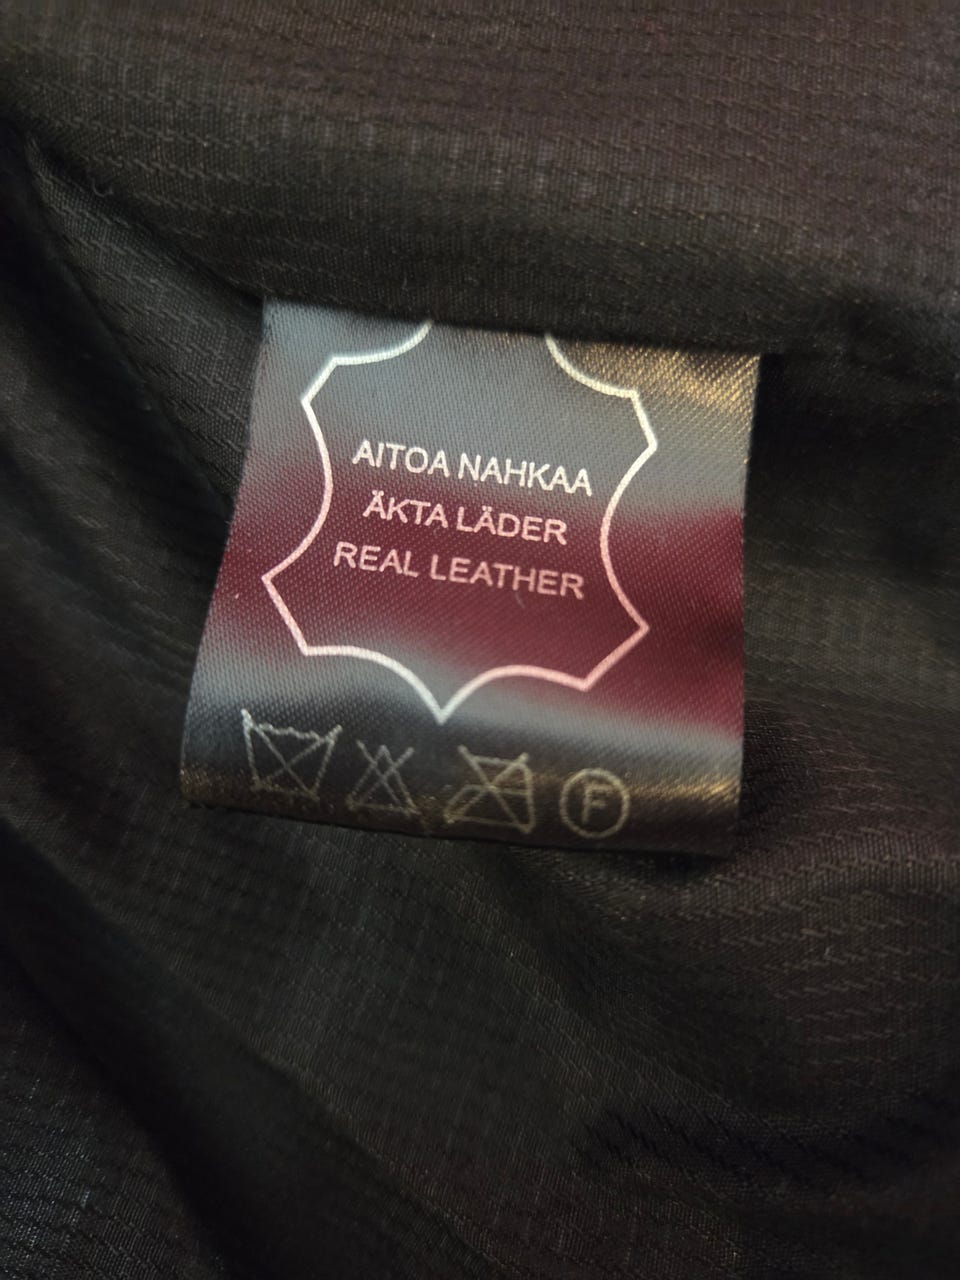 AITOA NAHKAA
ÄKTA LÄDER
REAL LEATHER
F